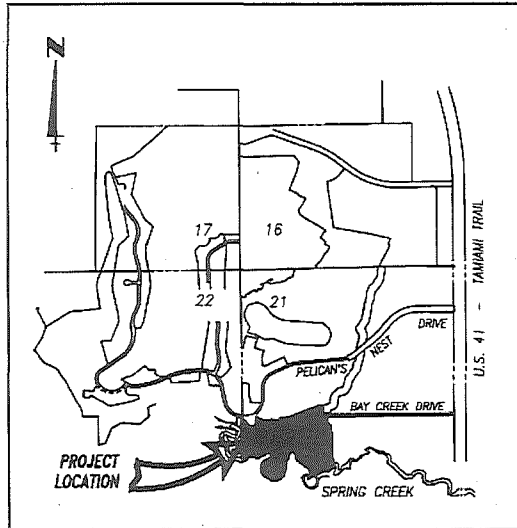 N
17
16
22
21
U.S. 41 - TAMIAMI TRAIL
DRIVE
NEST
PELICAN'S
BAY CREEK DRIVE
PROJECT
LOCATION
SPRING CREEK